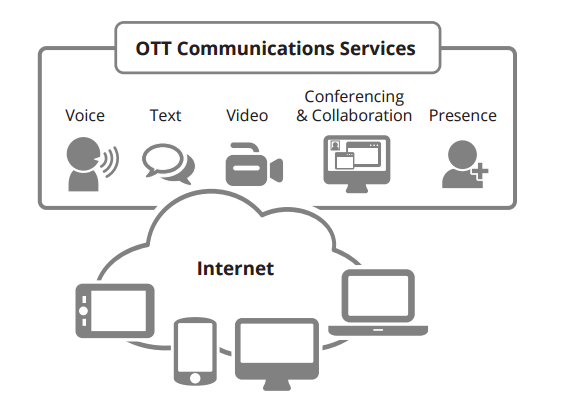 OTT Communications Services
Voice
Text
Video
Conferencing
& Collaboration
Presence
Internet